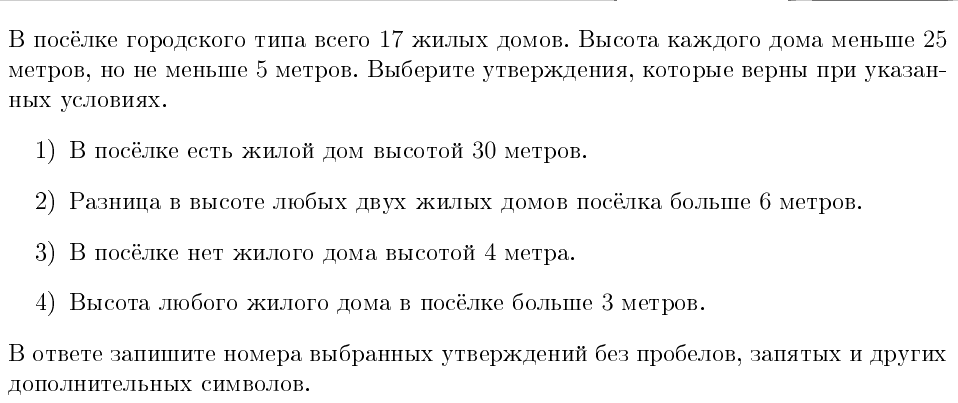 В посёлке городского типа всего 17 жилых домов. Высота каждого дома меньше 25
метров, но не меньше 5 метров. Выберите утверждения, которые верны при указан-
ных условиях.
1) В посёлке есть жилой дом высотой 30 метров.
2) Разница в высоте любых двух жилых домов посёлка больше 6 метров.
3) В посёлке нет жилого дома высотой 4 метра.
4) Высота любого жилого дома в посёлке больше 3 метров.
В ответе запишите номера выбранных утверждений без пробелов, запятых и других
дополнительных символов.